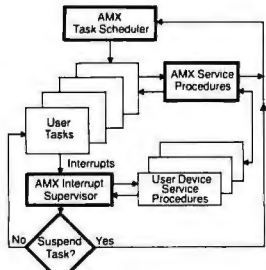 AMX
Task Scheduler
AMX Service
Procedures
User
Tasks
Interrupts
AMX Interrupt
Supervisor
User Device
Service
Procedures
No
Suspend
Task?
Yes